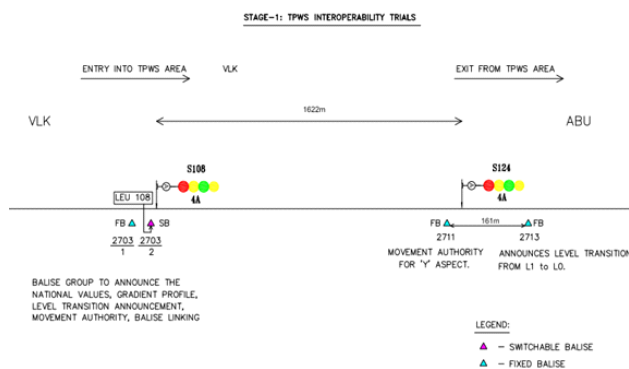 STAGE-1: TPWS INTEROPERABILITY TRIALS
ENTRY INTO TPWS AREA
VLK
EXIT FROM TPWS AREA
1622m
VLK
ABU
S108
S124
LEU 108
4A
4A
FB
SB
FB
161m
FB
2703
1
2703
2
2711
2713
MOVEMENT AUTHORITY
FOR 'Y' ASPECT.
ANNOUNCES LEVEL TRANSITION
FROM L1 to L0.
BALISE GROUP TO ANNOUNCE THE
NATIONAL VALUES, GRADIENT PROFILE,
LEVEL TRANSITION ANNOUNCEMENT,
MOVEMENT AUTHORITY, BALISE LINKING
LEGEND:
– SWITCHABLE BALISE
– FIXED BALISE